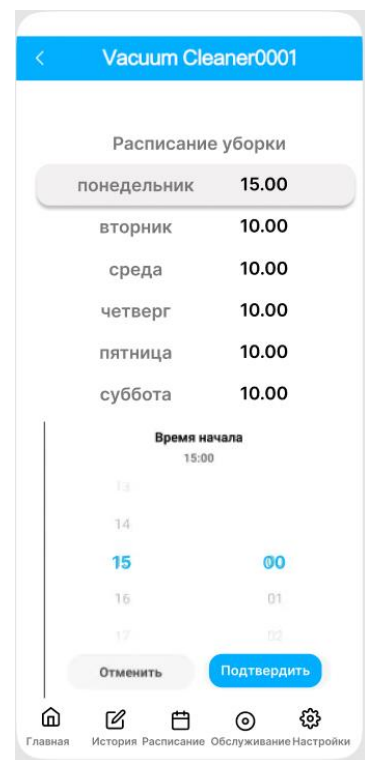 Vacuum Cleaner0001
Расписание уборки
понедельник 15.00
вторник 10.00
среда 10.00
четверг 10.00
пятница 10.00
суббота 10.00
Время начала
15:00
13
14
15 00
16 01
17 02
Отменить Подтвердить
Главная История Расписание Обслуживание Настройки